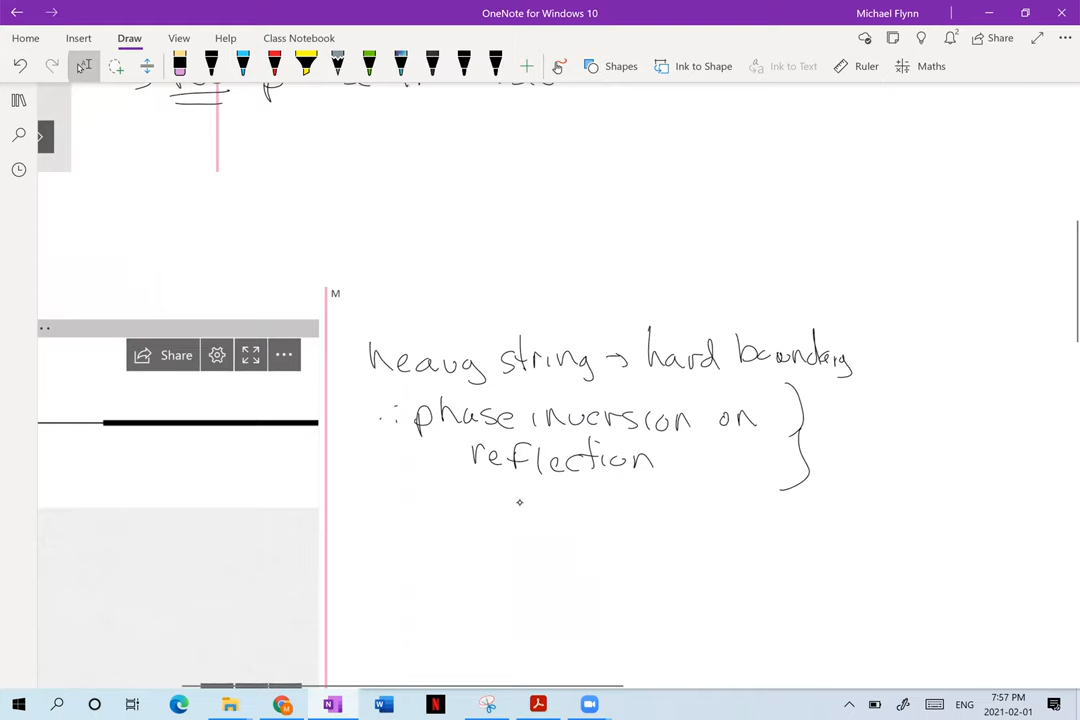 OneNote for Windows 10
Michael Flynn
Home Insert Draw View Help Class Notebook
Share
Shapes Ink to Shape Ink to Text Ruler Maths
M
Share
heavy string → hard boundary
∴ phase inversion on
reflection
ENG
7:57 PM
2021-02-01